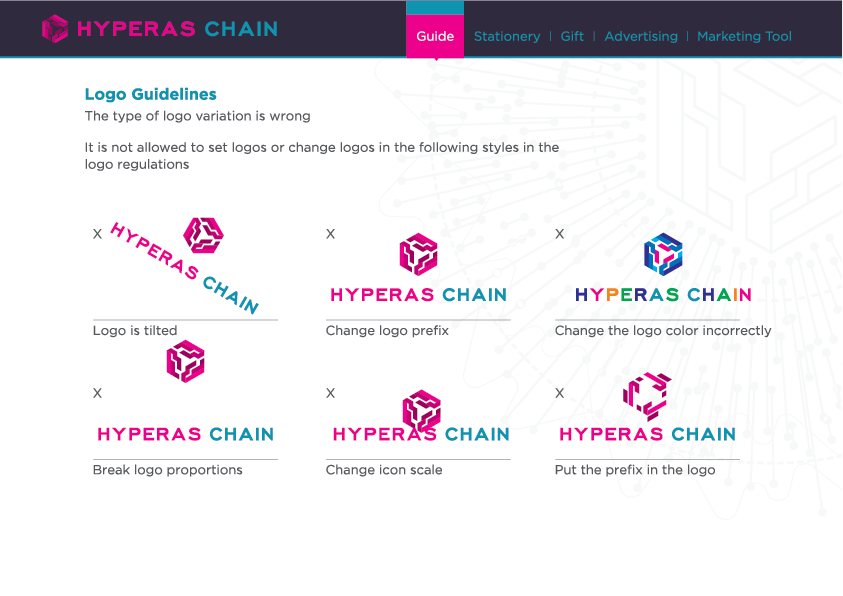 HYPERAS CHAIN
Guide
Stationery | Gift | Advertising | Marketing Tool
Logo Guidelines
The type of logo variation is wrong
It is not allowed to set logos or change logos in the following styles in the
logo regulations
X
HYPERAS CHAIN
Logo is tilted
X
HYPERAS CHAIN
Change logo prefix
X
HYPERAS CHAIN
Change the logo color incorrectly
X
HYPERAS CHAIN
Break logo proportions
X
HYPERAS CHAIN
Change icon scale
X
HYPERAS CHAIN
Put the prefix in the logo